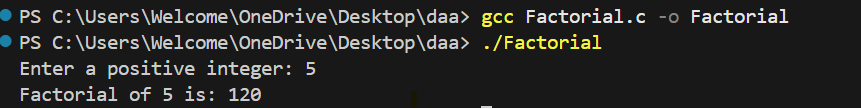 PS C:\Users\Welcome\OneDrive\Desktop\daa> gcc Factorial.c -o Factorial
PS C:\Users\Welcome\OneDrive\Desktop\daa> ./Factorial
Enter a positive integer: 5
Factorial of 5 is: 120